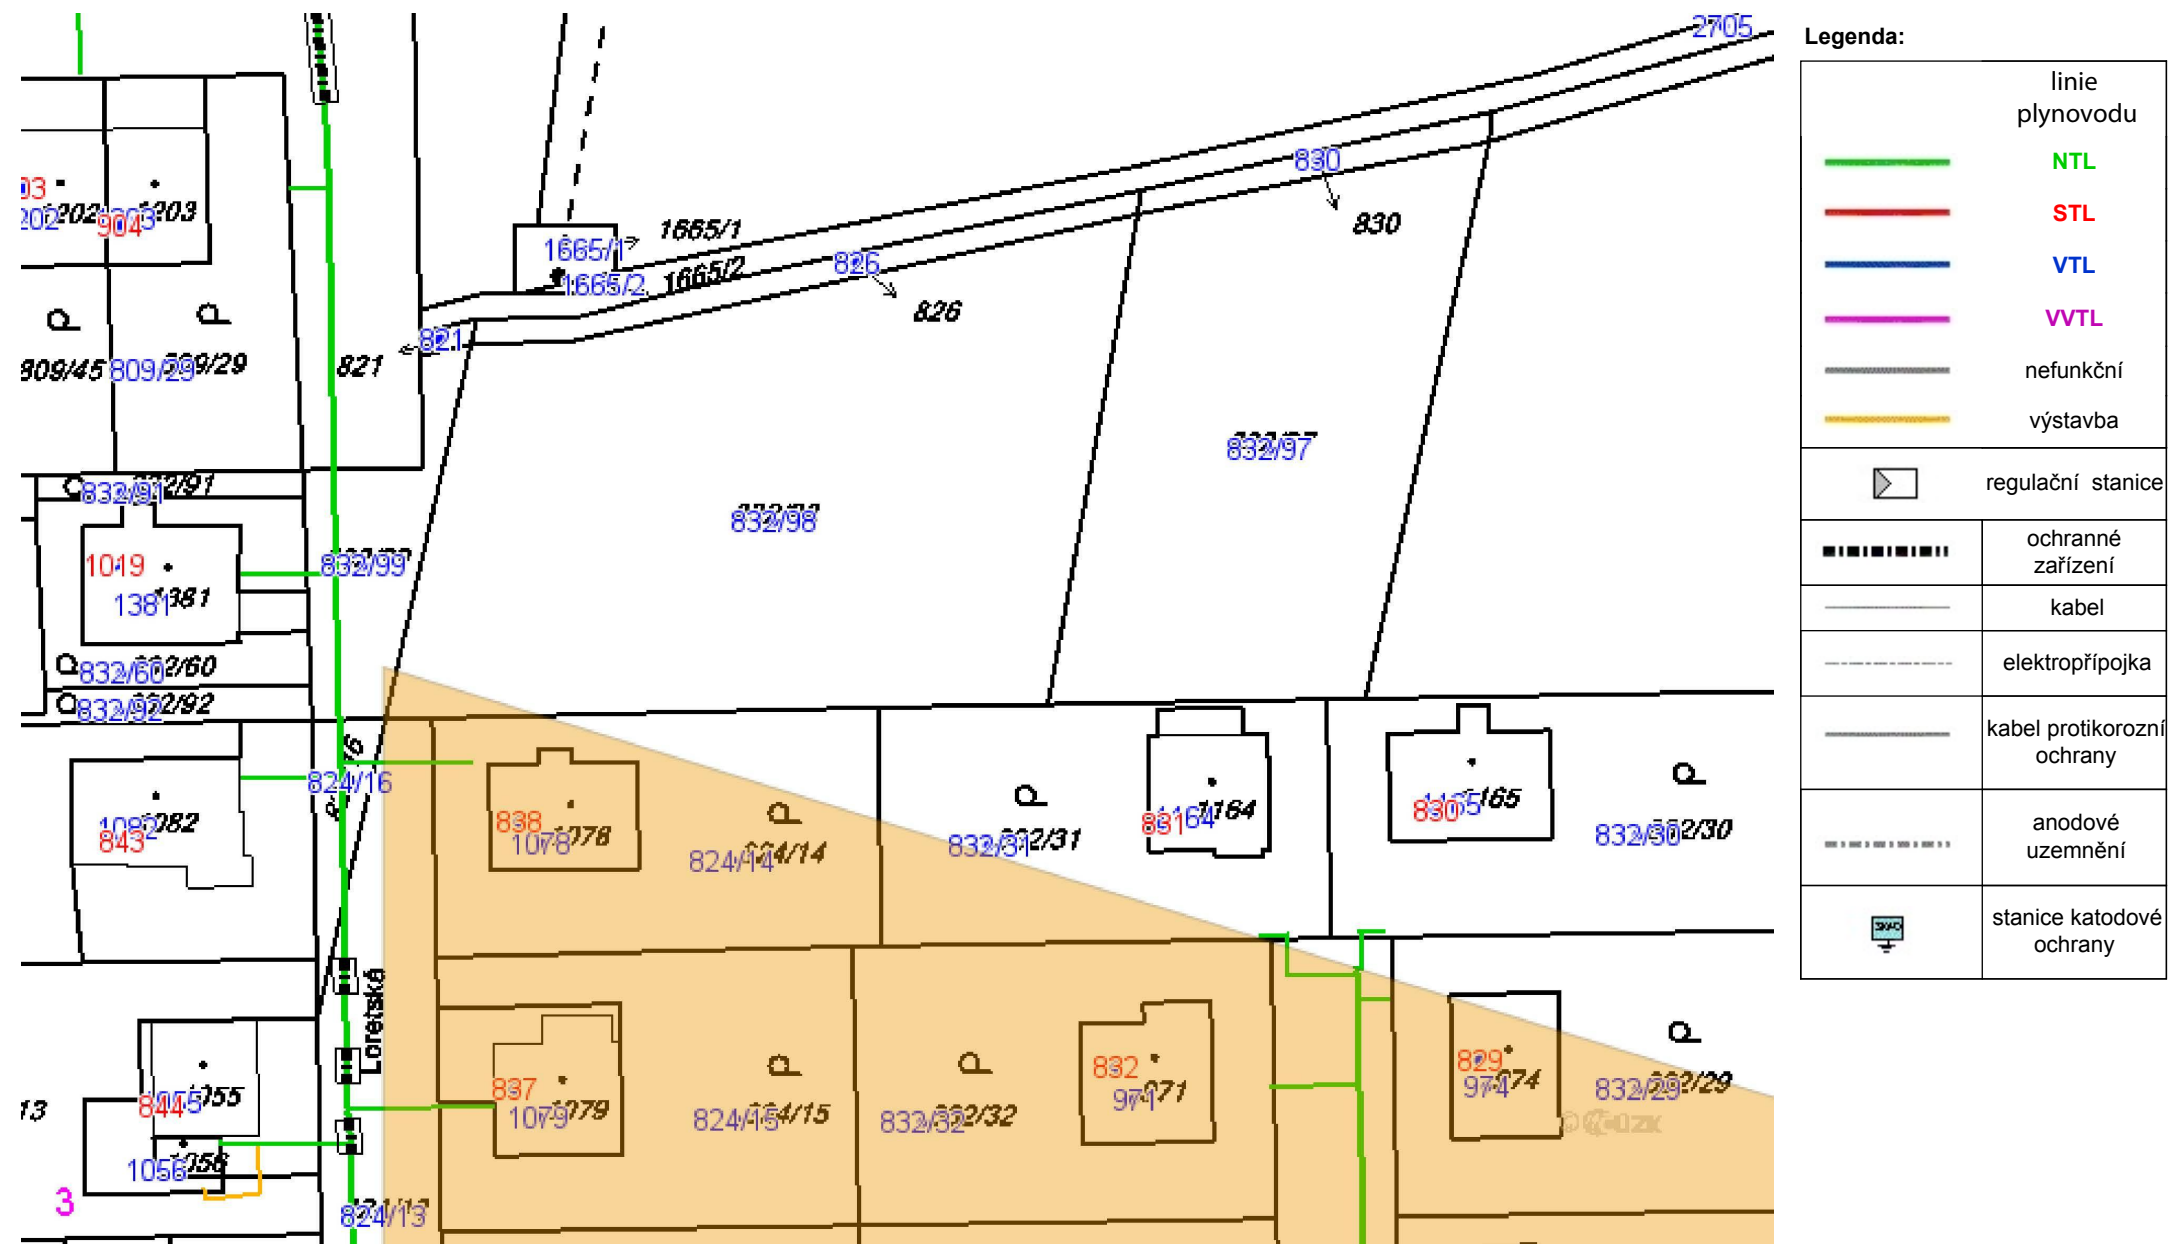 2705
Legenda:
linie
plynovodu
NTL
STL
VTL
VVTL
nefunkční
výstavba
regulační stanice
ochranné
zařízení
kabel
elektropřípojka
kabel protikorozní
ochrany
anodové
uzemnění
stanice katodové
ochrany
830
830
904
1203
1665/1
1665/1
1665/2
1665/2
826
826
821
821
809/45
809/29
832/97
832/98
832/91
832/99
1019
1381
832/60
832/92
824/16
1082
843
838
1078
824/14
832/31
831
1164
830
1165
832/30
Loretská
844
1055
1056
13
3
837
1079
824/15
832/32
832
971
829
974
832/29
824/13